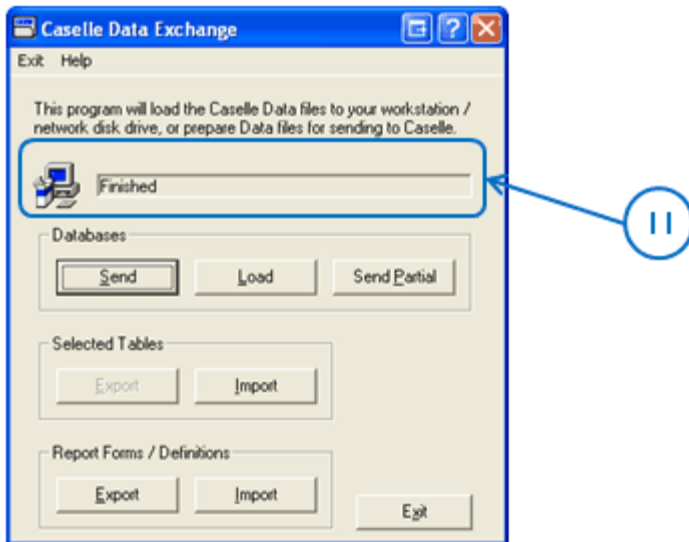 Caselle Data Exchange
Exit Help
This program will load the Caselle Data files to your workstation /
network disk drive, or prepare Data files for sending to Caselle.
Finished
11
Databases
Send Load Send Partial
Selected Tables
Export Import
Report Forms / Definitions
Export Import
Exit